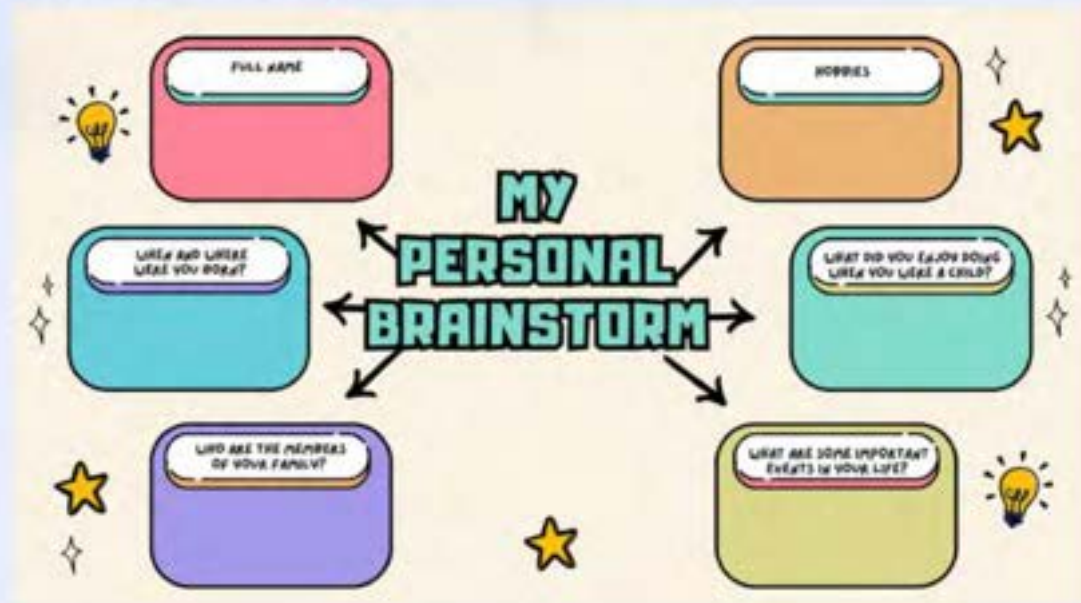 FULL NAME
HOBBIES
MY
PERSONAL
BRAINSTORM
WHEN AND WHERE
WERE YOU BORN?
WHAT DID YOU ENJOY DOING
WHEN YOU WERE A CHILD?
WHO ARE THE MEMBERS
OF YOUR FAMILY?
WHAT ARE SOME IMPORTANT
EVENTS IN YOUR LIFE?